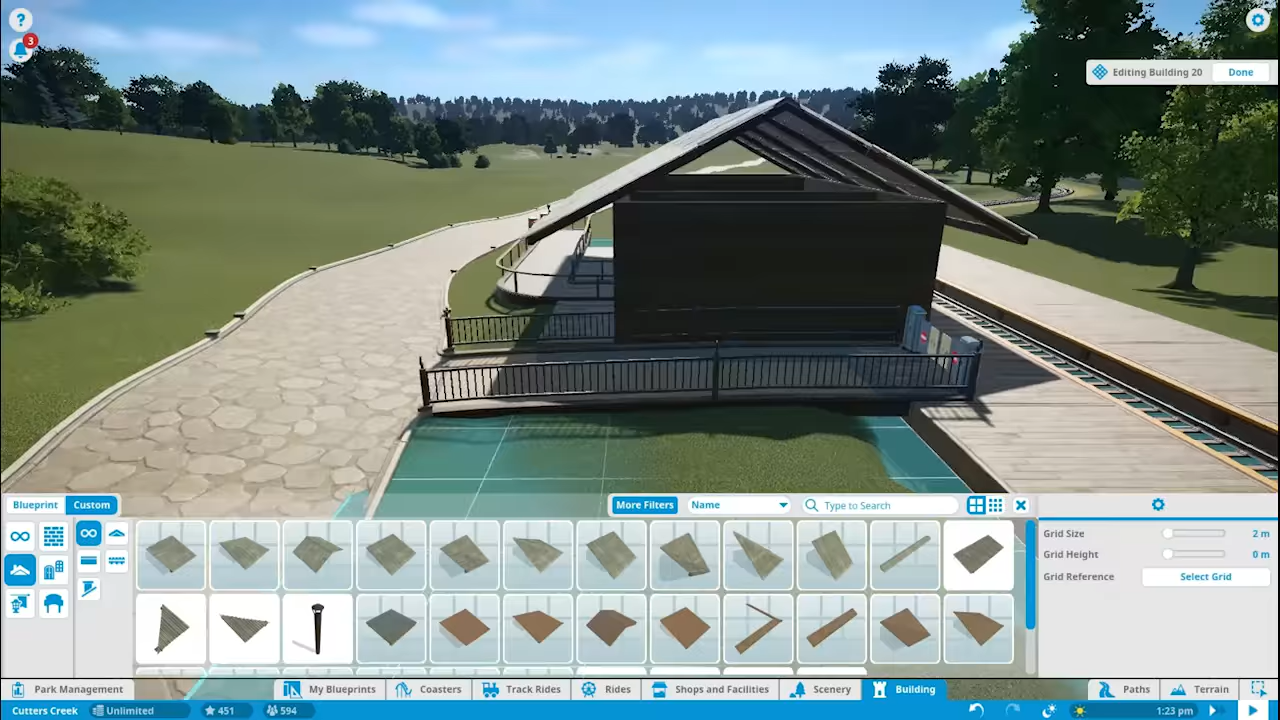 ?
3
Editing Building 20 Done
Blueprint Custom More Filters Name Type to Search
Grid Size 2 m
Grid Height 0 m
Grid Reference Select Grid
Park Management My Blueprints Coasters Track Rides Rides Shops and Facilities Scenery Building Paths Terrain
Cutters Creek Unlimited 451 594 1:23 pm